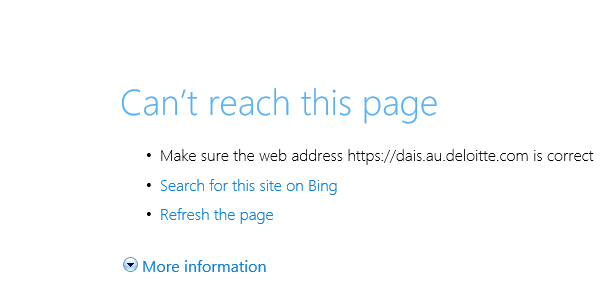 Can't reach this page
• Make sure the web address https://dais.au.deloitte.com is correct
• Search for this site on Bing
• Refresh the page
More information